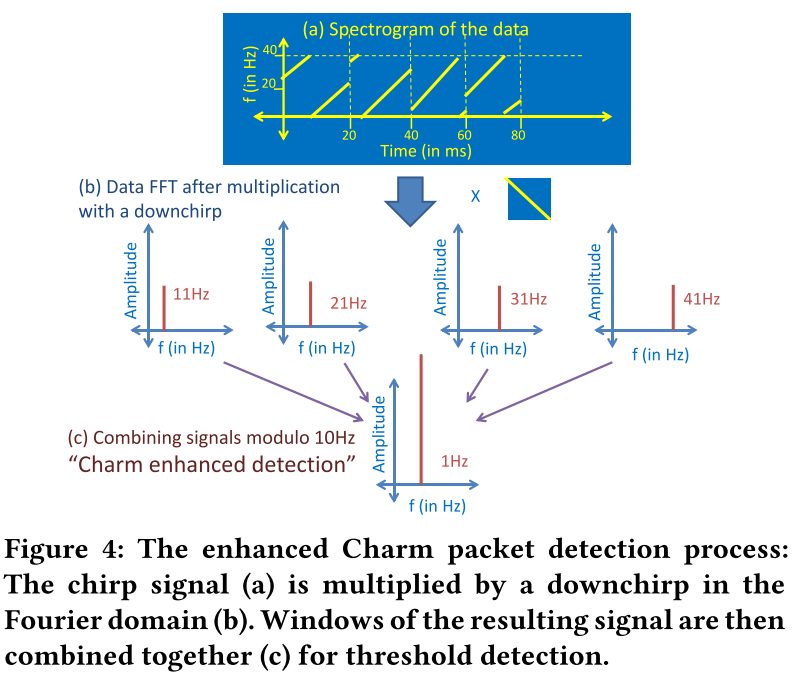 (a) Spectrogram of the data
f (in Hz)
40
20
20
40
60
80
Time (in ms)
(b) Data FFT after multiplication
with a downchirp
X
Amplitude
11Hz
f (in Hz)
Amplitude
21Hz
f (in Hz)
Amplitude
31Hz
f (in Hz)
Amplitude
41Hz
f (in Hz)
(c) Combining signals modulo 10Hz
“Charm enhanced detection”
Amplitude
1Hz
f (in Hz)
Figure 4: The enhanced Charm packet detection process:
The chirp signal (a) is multiplied by a downchirp in the
Fourier domain (b). Windows of the resulting signal are then
combined together (c) for threshold detection.